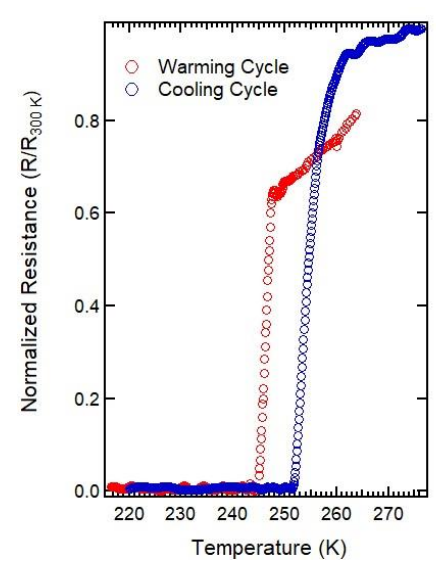 Warming Cycle
Cooling Cycle
0.8
0.6
0.4
0.2
0.0
Normalized Resistance (R/R300 K)
220 230 240 250 260 270
Temperature (K)